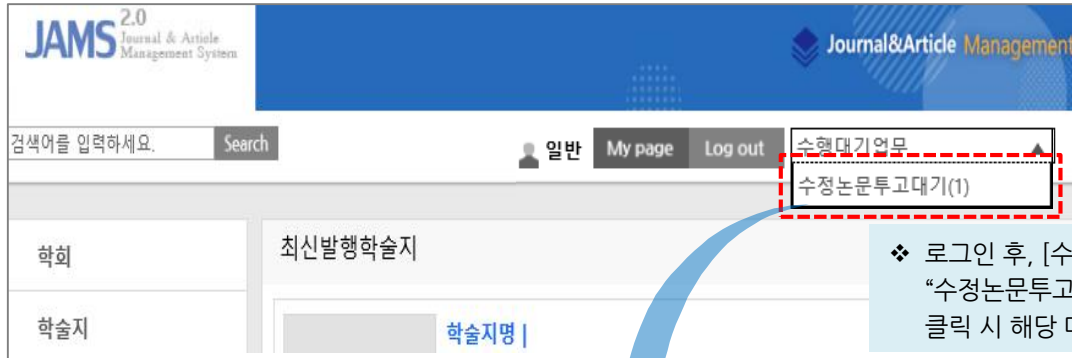 JAMS 2.0
Journal & Article
Management System
Journal&Article Management
검색어를 입력하세요. Search
일반 My page Log out 수행대기업무
수정논문투고대기(1)
학회
최신발행학술지
학술지
학술지명 |
❖ 로그인 후, [수
“수정논문투고
클릭 시 해당